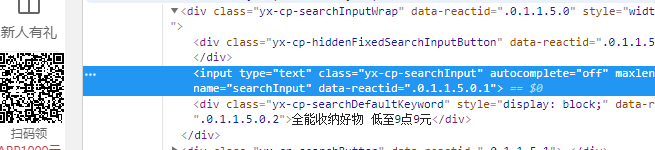 <div class="yx-cp-searchInputWrap" data-reactid=".0.1.1.5.0" style="widt
">
新人有礼
<div class="yx-cp-hiddenFixedSearchInputButton" data-reactid=".0.1.1.5
</div>
<input type="text" class="yx-cp-searchInput" autocomplete="off" maxlen
name="searchInput" data-reactid=".0.1.1.5.0.1"> == $0
<div class="yx-cp-searchDefaultKeyword" style="display: block;" data-r
".0.1.1.5.0.2">全能收纳好物 低至9点9元</div>
扫码领
</div>